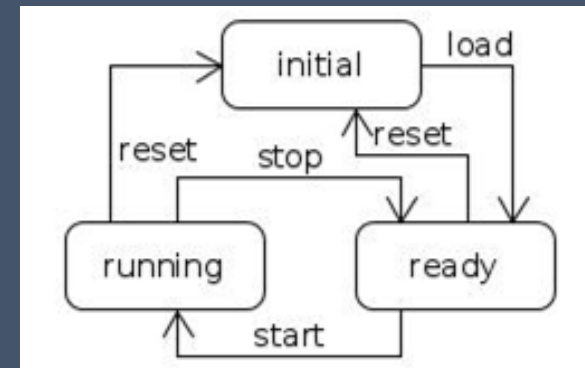 initial
load
reset
reset
stop
running
ready
start